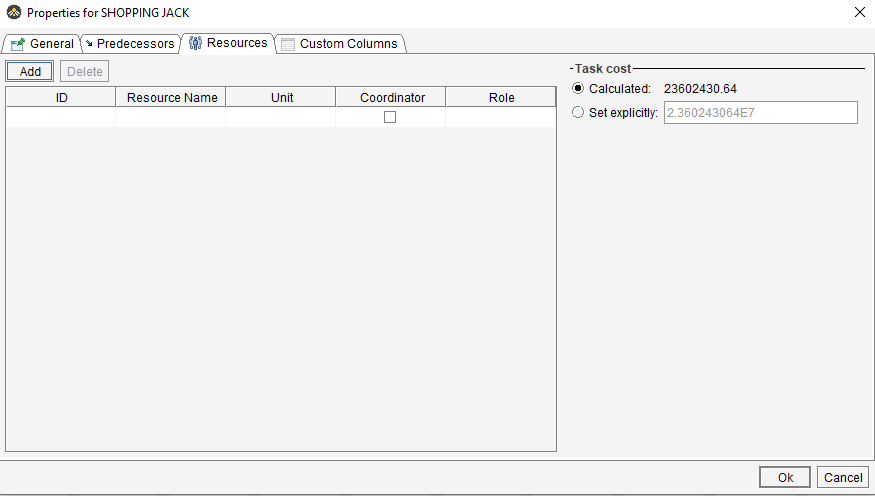 Properties for SHOPPING JACK
General Predecessors Resources Custom Columns
Add Delete
ID Resource Name Unit Coordinator Role
Task cost
Calculated: 23602430.64
Set explicitly: 2.360243064E7
Ok Cancel